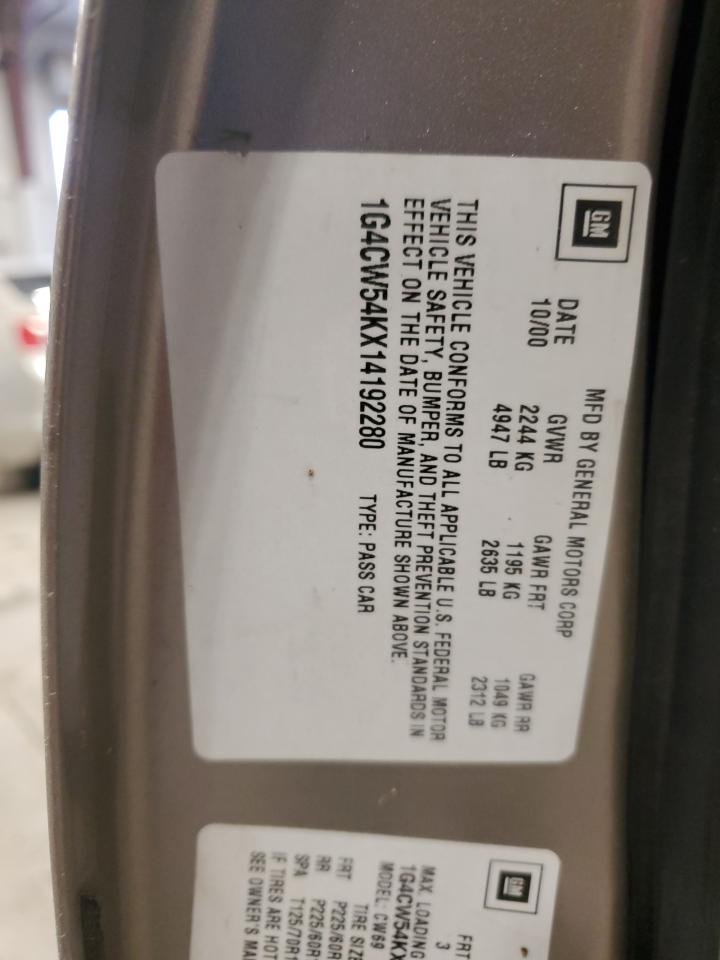 GM
MFD BY GENERAL MOTORS CORP
DATE GVWR GAWR FRT GAWR RR
10/00 2244 KG 1195 KG 1049 KG
4947 LB 2635 LB 2312 LB
THIS VEHICLE CONFORMS TO ALL APPLICABLE U.S. FEDERAL MOTOR
VEHICLE SAFETY, BUMPER, AND THEFT PREVENTION STANDARDS IN
EFFECT ON THE DATE OF MANUFACTURE SHOWN ABOVE.
1G4CW54KX14192280 TYPE: PASS CAR
GM
FRT
3
MAX. LOADING
1G4CW54KX
MODEL: CW69
TIRE SIZE
FRT P225/60R
RR P225/60R
SPA T125/70R1
IF TIRES ARE HOT
SEE OWNER'S MA